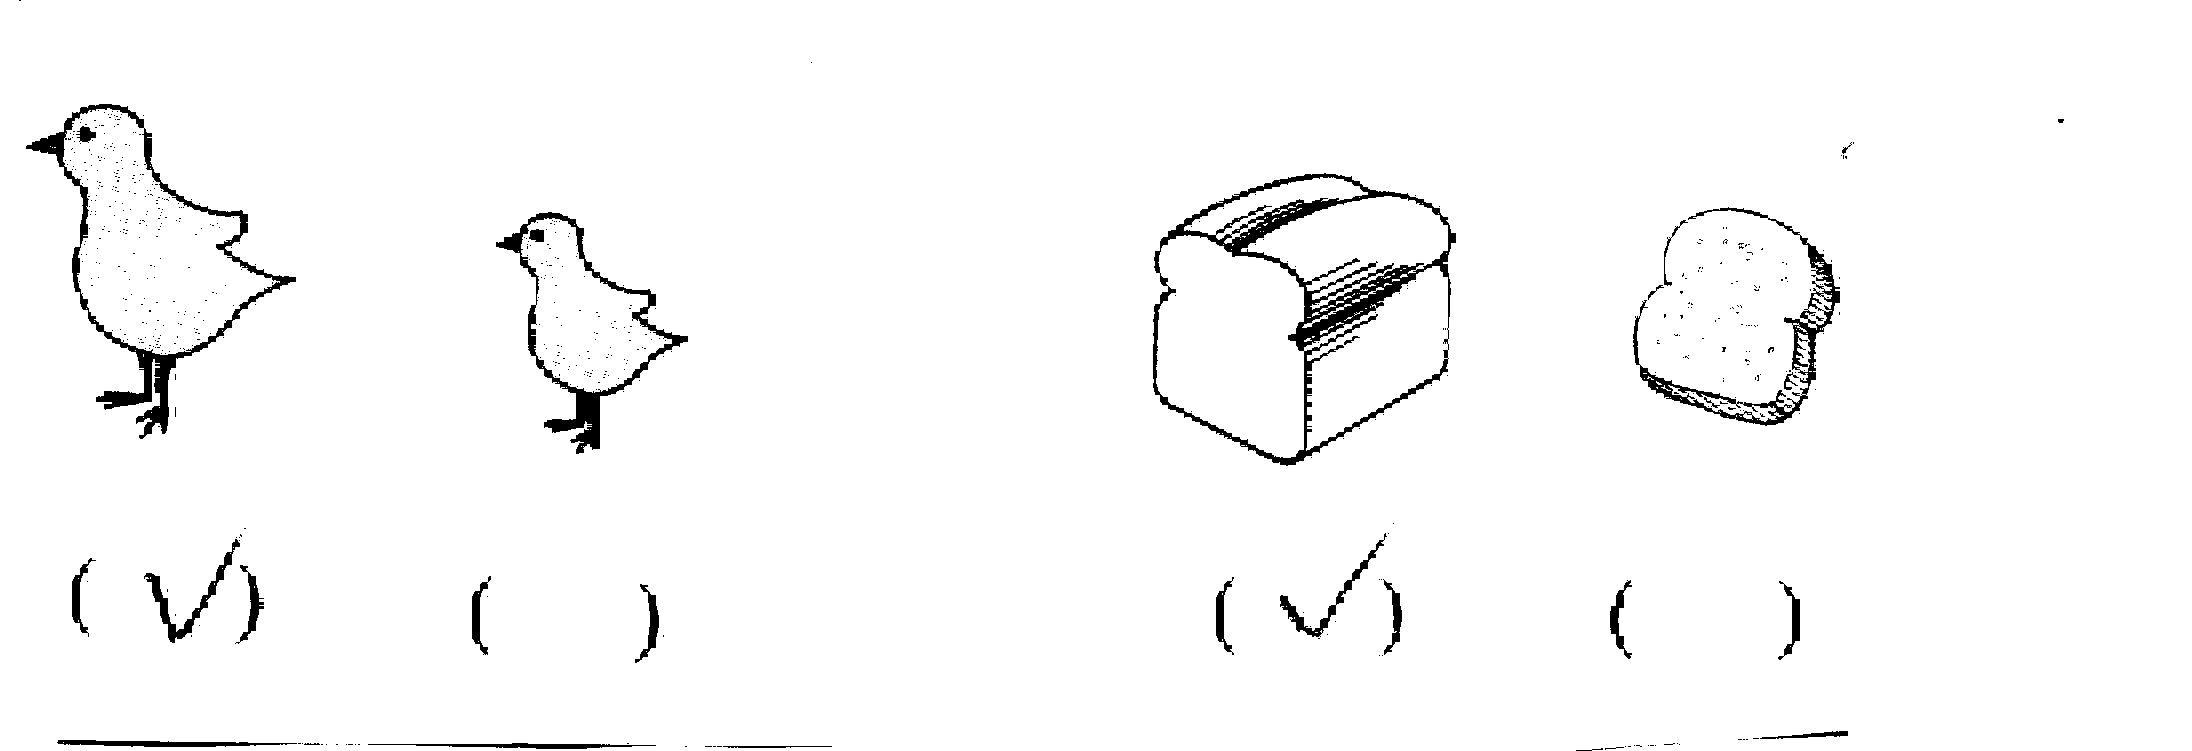 ( ✓ ) ( ) ( ✓ ) ( )